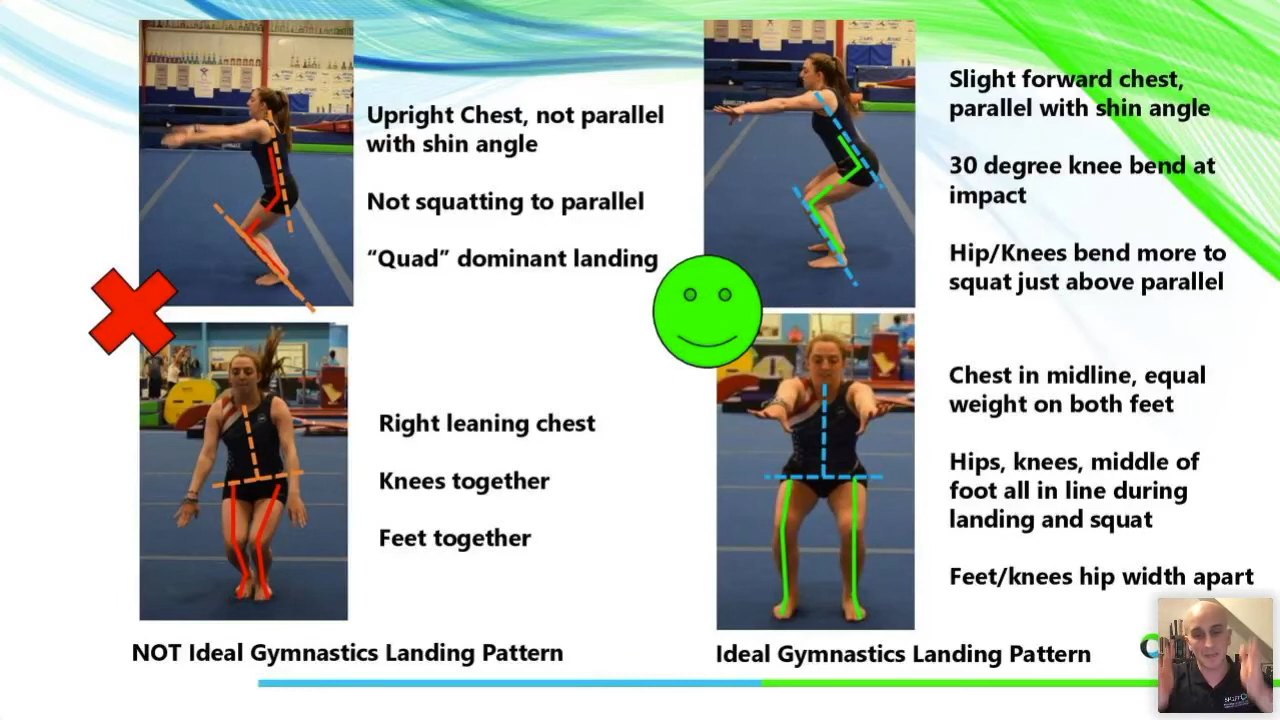 Upright Chest, not parallel
with shin angle
Not squatting to parallel
“Quad” dominant landing
Right leaning chest
Knees together
Feet together
NOT Ideal Gymnastics Landing Pattern
Slight forward chest,
parallel with shin angle
30 degree knee bend at
impact
Hip/Knees bend more to
squat just above parallel
Chest in midline, equal
weight on both feet
Hips, knees, middle of
foot all in line during
landing and squat
Feet/knees hip width apart
Ideal Gymnastics Landing Pattern